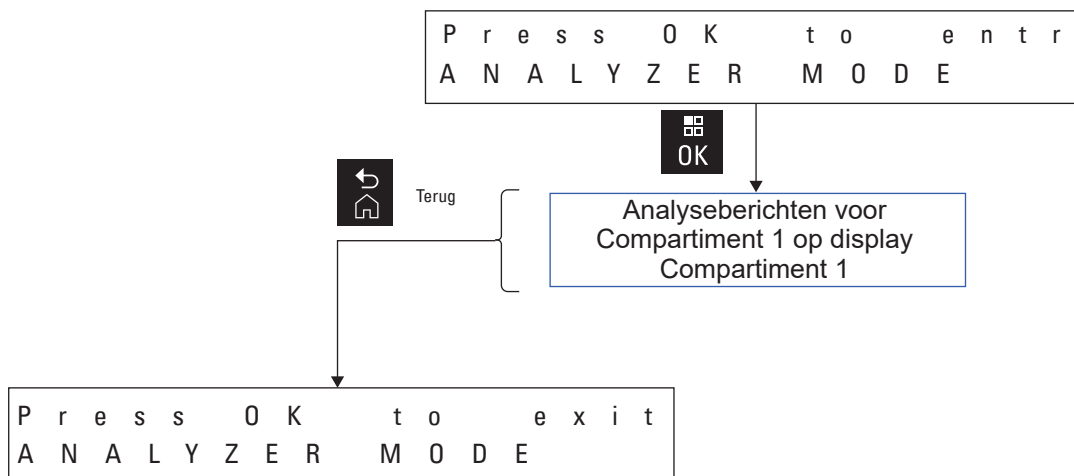 Press OK to entr
ANALYZER MODE
OK
Terug
Analyseberichten voor
Compartiment 1 op display
Compartiment 1
Press OK to exit
ANALYZER MODE